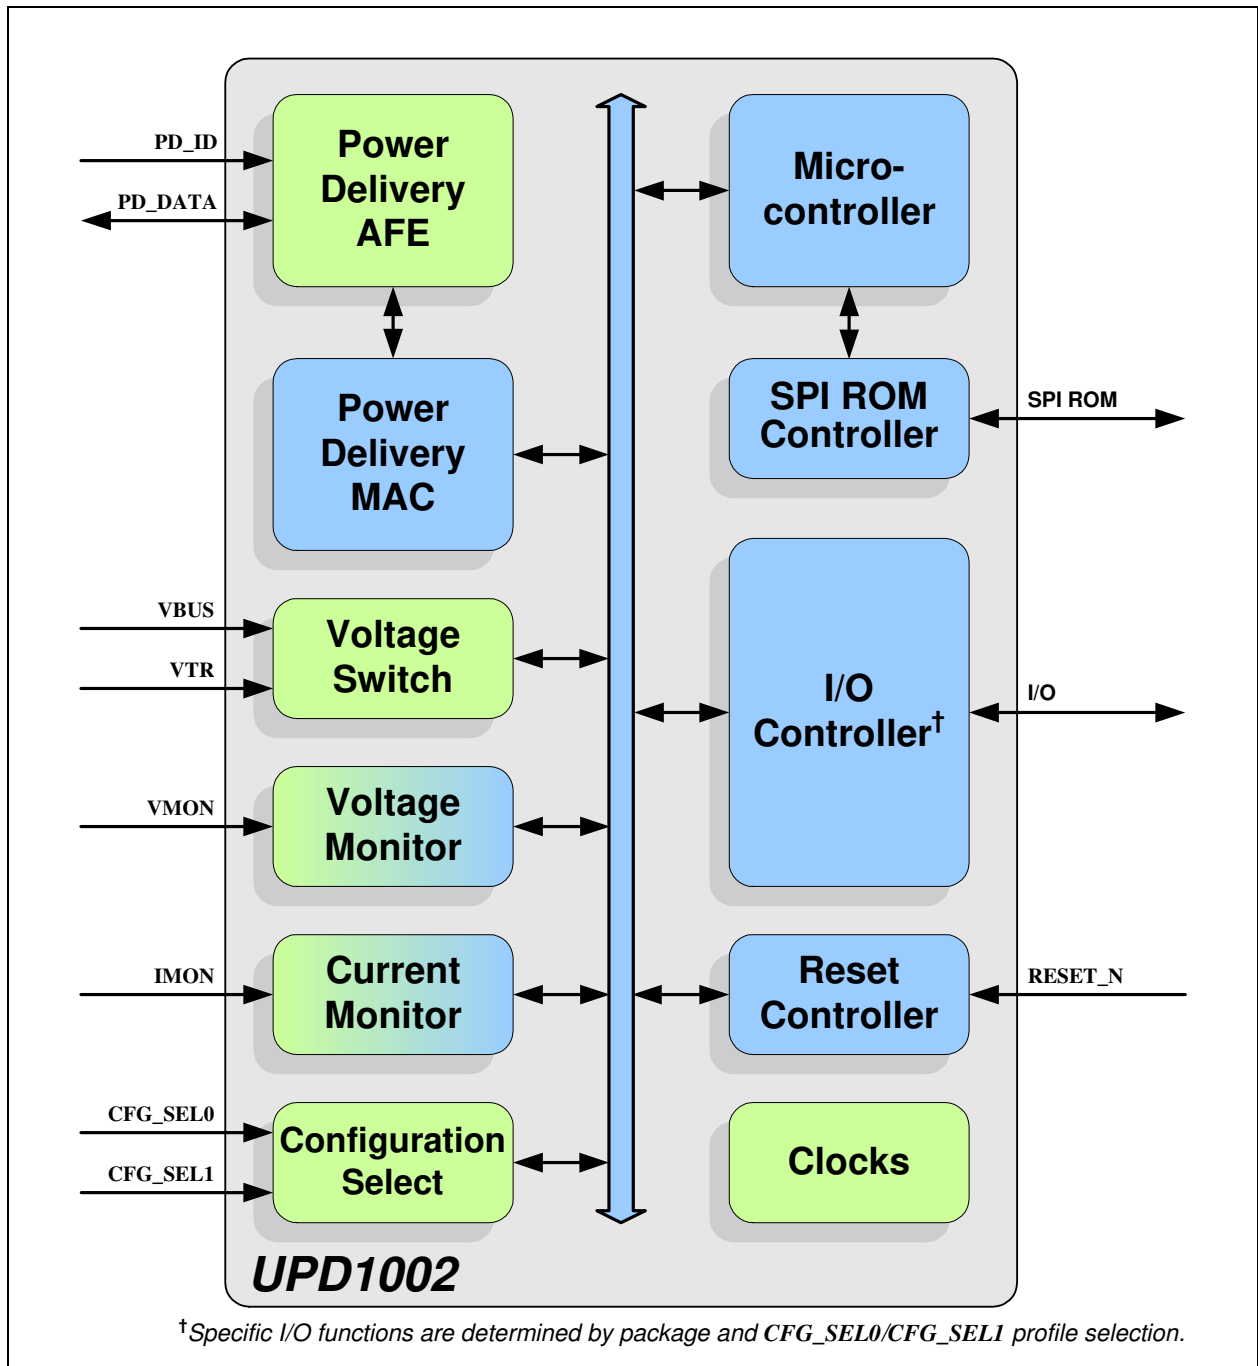 PD_ID
PD_DATA
Power
Delivery
AFE
Micro-
controller
Power
Delivery
MAC
SPI ROM
Controller
SPI ROM
VBUS
VTR
Voltage
Switch
I/O
Controller†
I/O
VMON
Voltage
Monitor
IMON
Current
Monitor
Reset
Controller
RESET_N
CFG_SEL0
CFG_SEL1
Configuration
Select
Clocks
UPD1002
†Specific I/O functions are determined by package and CFG_SEL0/CFG_SEL1 profile selection.